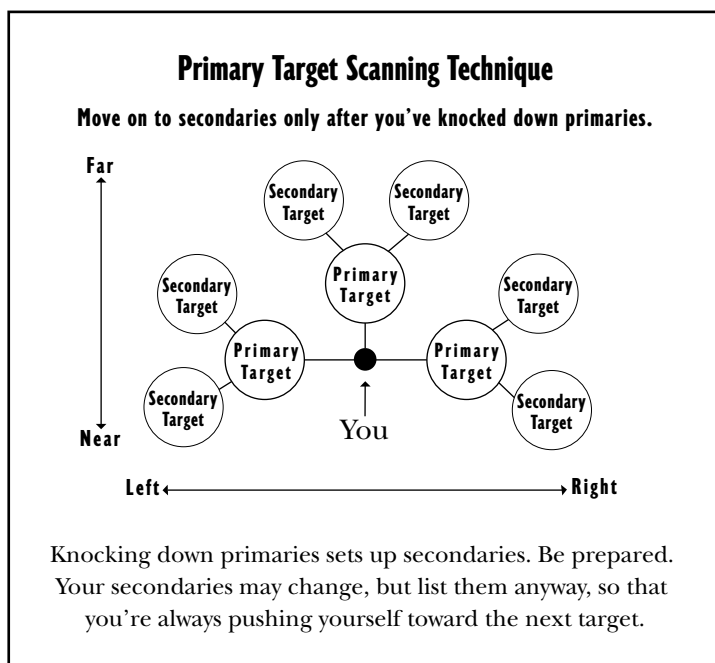 Primary Target Scanning Technique
Move on to secondaries only after you've knocked down primaries.
Far
Secondary
Target
Secondary
Target
Primary
Target
Secondary
Target
Secondary
Target
Primary
Target
Primary
Target
Secondary
Target
Secondary
Target
Near
You
Left
Right
Knocking down primaries sets up secondaries. Be prepared.
Your secondaries may change, but list them anyway, so that
you're always pushing yourself toward the next target.